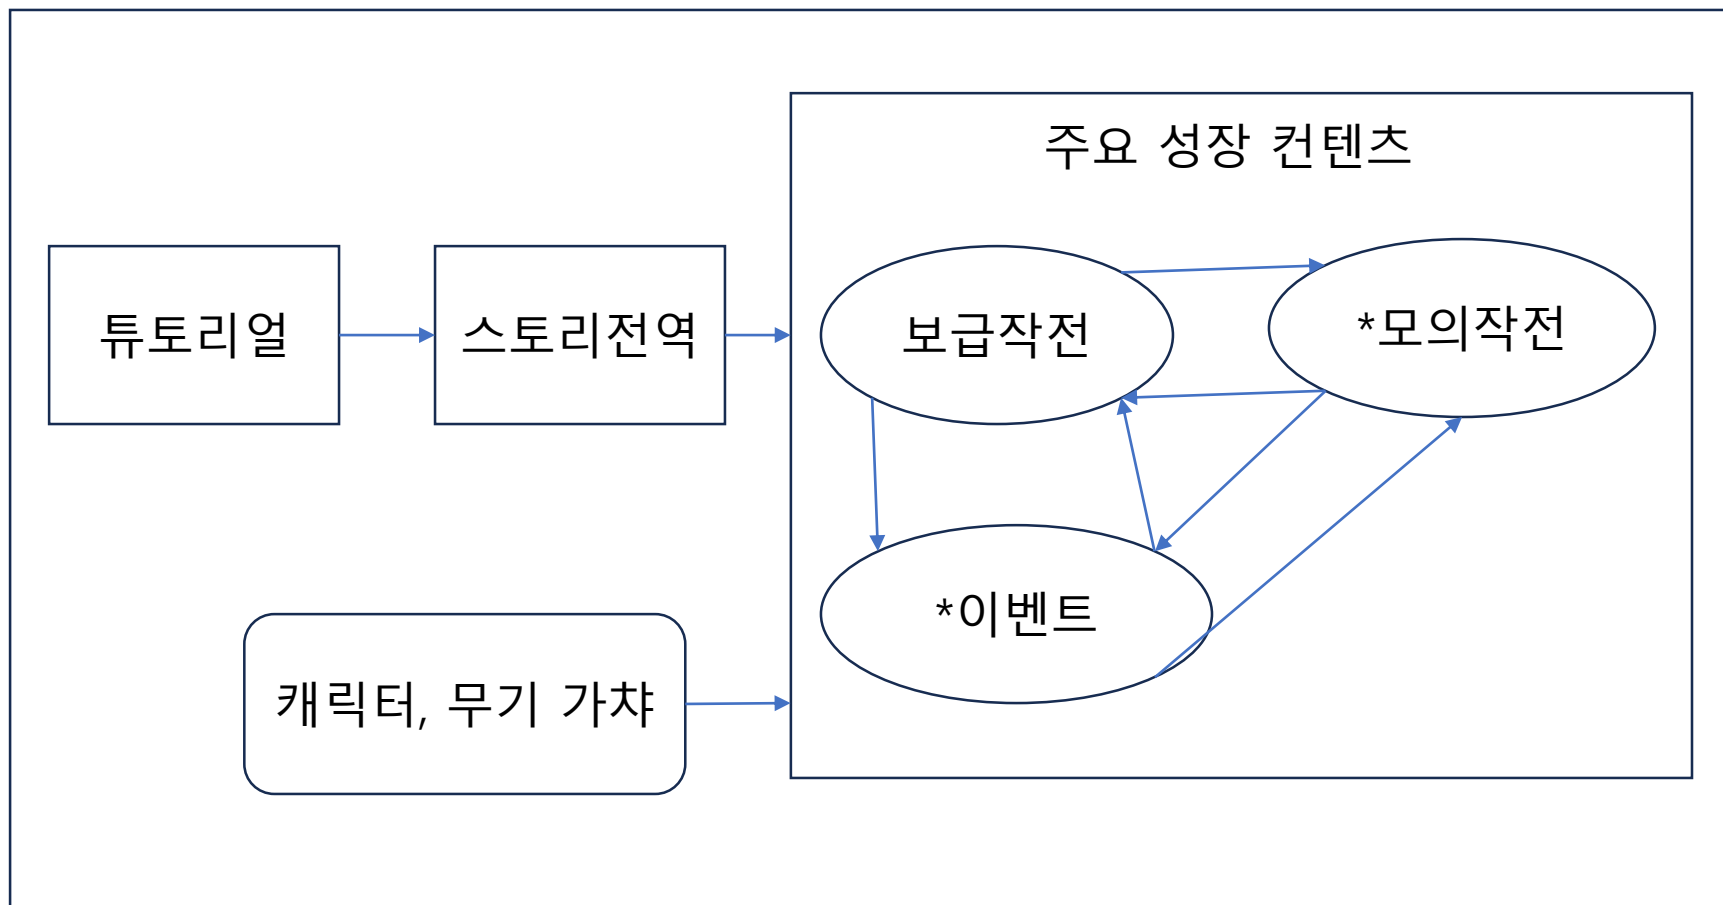 주요 성장 컨텐츠
튜토리얼
스토리전역
보급작전
*모의작전
*이벤트
캐릭터, 무기 가챠